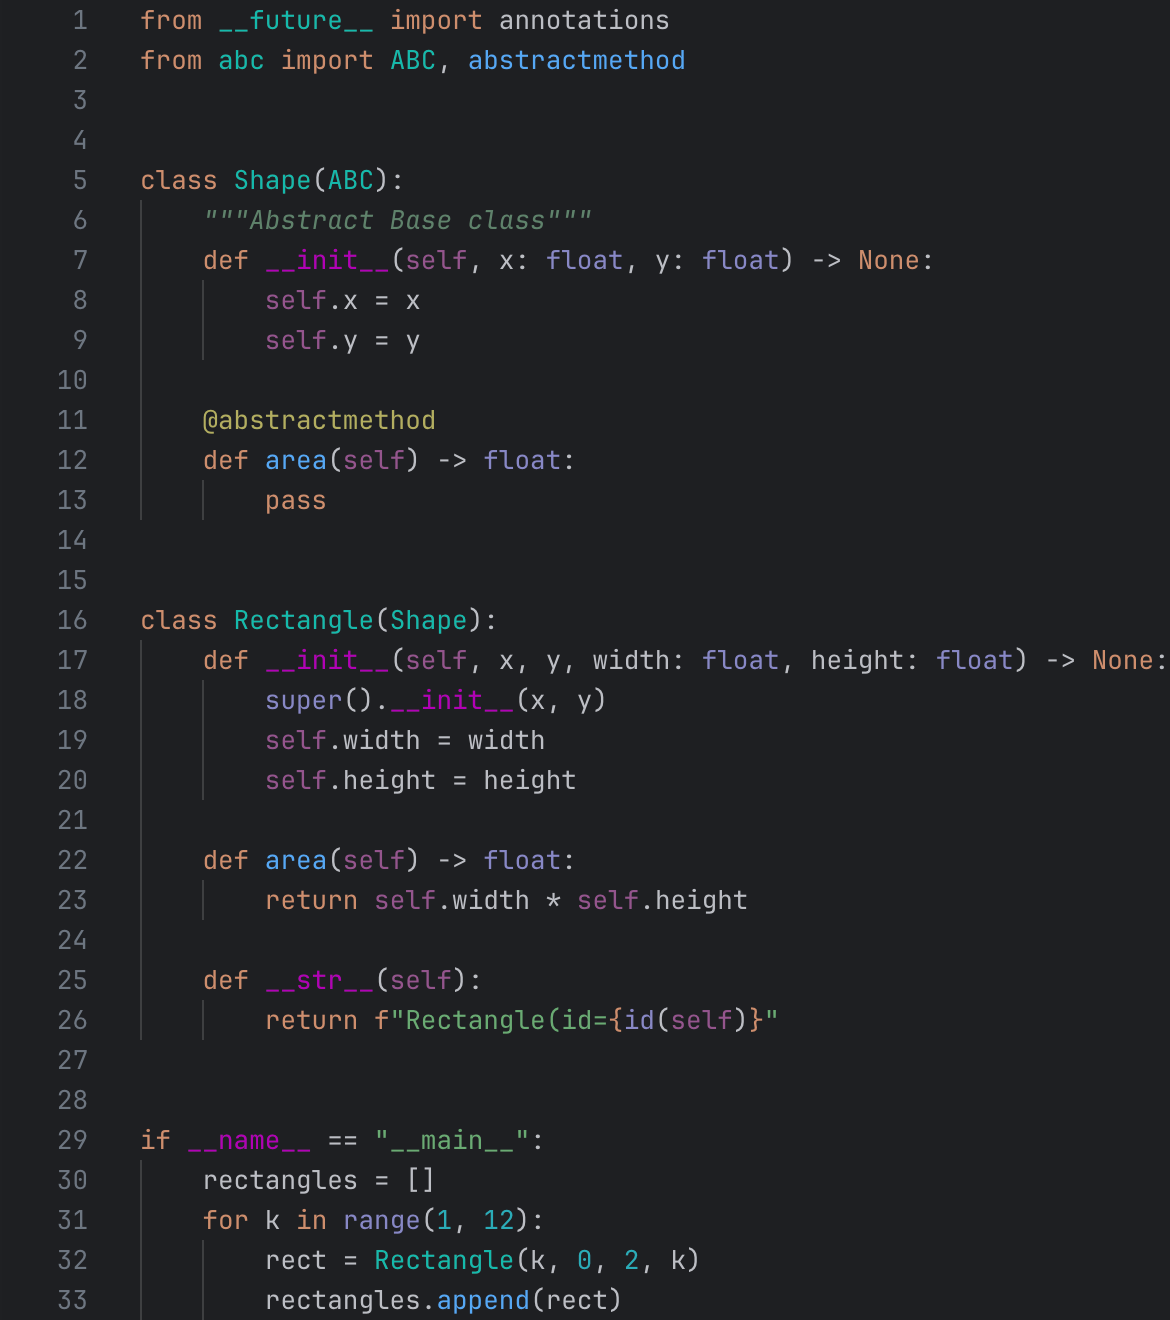 1 from __future__ import annotations
2 from abc import ABC, abstractmethod
3
4
5 class Shape(ABC):
6     """Abstract Base class"""
7     def __init__(self, x: float, y: float) -> None:
8         self.x = x
9         self.y = y
10
11     @abstractmethod
12     def area(self) -> float:
13         pass
14
15
16 class Rectangle(Shape):
17     def __init__(self, x, y, width: float, height: float) -> None:
18         super().__init__(x, y)
19         self.width = width
20         self.height = height
21
22     def area(self) -> float:
23         return self.width * self.height
24
25     def __str__(self):
26         return f"Rectangle(id={id(self)}"
27
28
29 if __name__ == "__main__":
30     rectangles = []
31     for k in range(1, 12):
32         rect = Rectangle(k, 0, 2, k)
33         rectangles.append(rect)